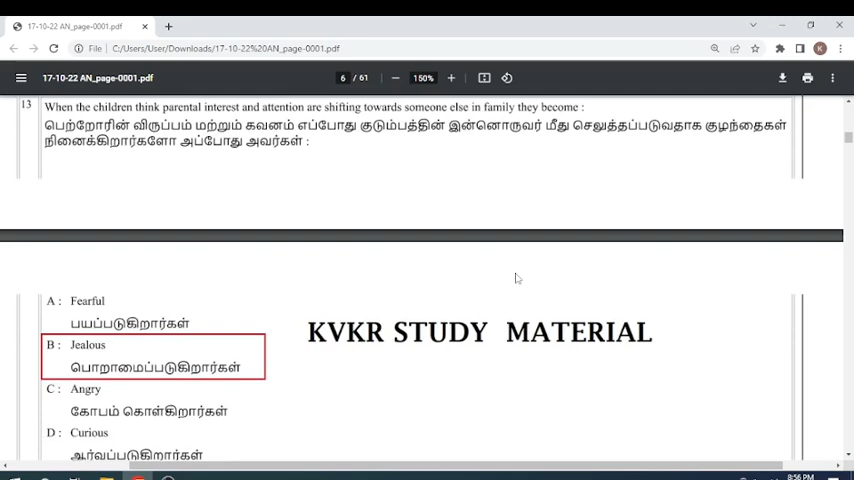 17-10-22 AN_page-0001.pdf
File | C:/Users/User/Downloads/17-10-22%20AN_page-0001.pdf
K
17-10-22 AN_page-0001.pdf
6 / 61
150%
13 When the children think parental interest and attention are shifting towards someone else in family they become :
பெற்றோரின் விருப்பம் மற்றும் கவனம் எப்போது குடும்பத்தின் இன்னொருவர் மீது செலுத்தப்படுவதாக குழந்தைகள்
நினைக்கிறார்களோ அப்போது அவர்கள் :
A : Fearful
பயப்படுகிறார்கள்
B : Jealous
பொறாமைப்படுகிறார்கள்
KVKR STUDY MATERIAL
C : Angry
கோபம் கொள்கிறார்கள்
D : Curious
ஆர்வப்படுகிறார்கள்
8:56 PM